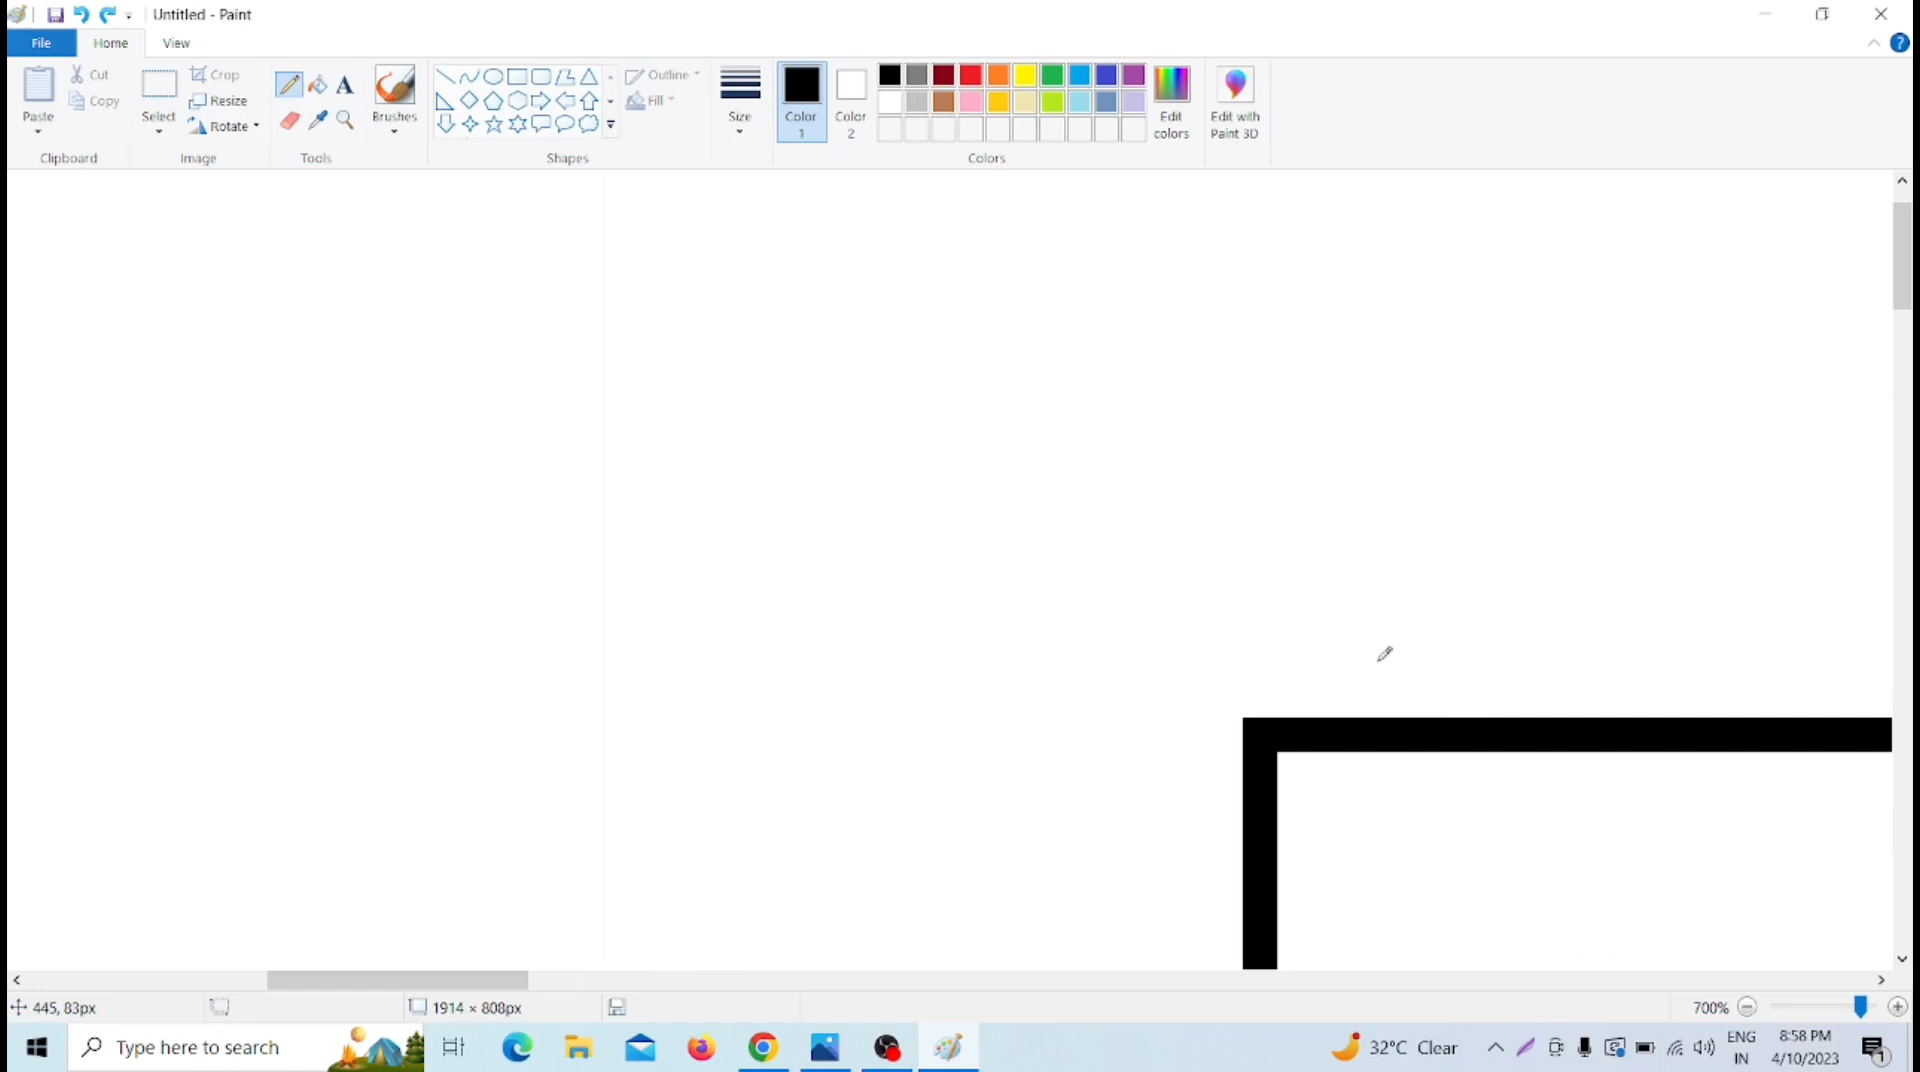 Untitled - Paint
File Home View
Paste
Cut
Copy
Clipboard
Select
Crop
Resize
Rotate
Image
A
Tools
Brushes
Shapes
Outline
Fill
Size
Color
1
Color
2
Edit
colors
Colors
Edit with
Paint 3D
445, 83px
1914 × 808px
700%
Type here to search
32°C Clear
ENG
IN
8:58 PM
4/10/2023
1